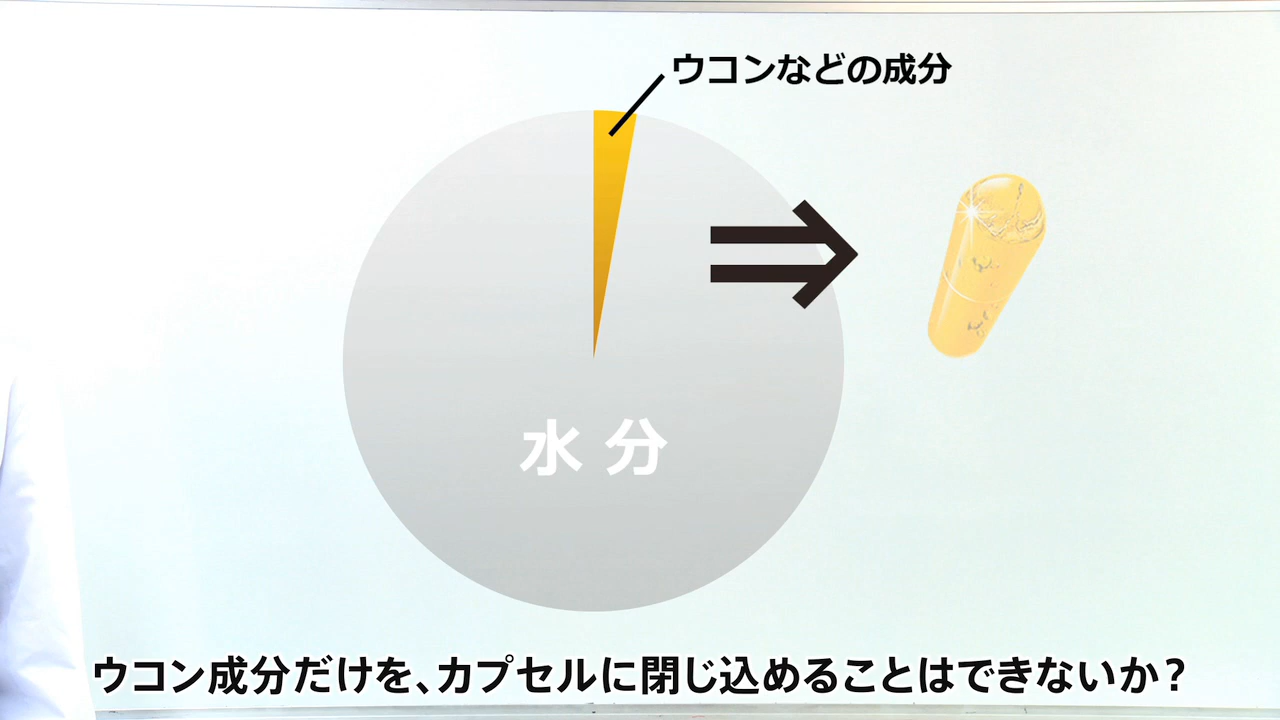 ウコンなどの成分
水分
ウコン成分だけを、カプセルに閉じ込めることはできないか?